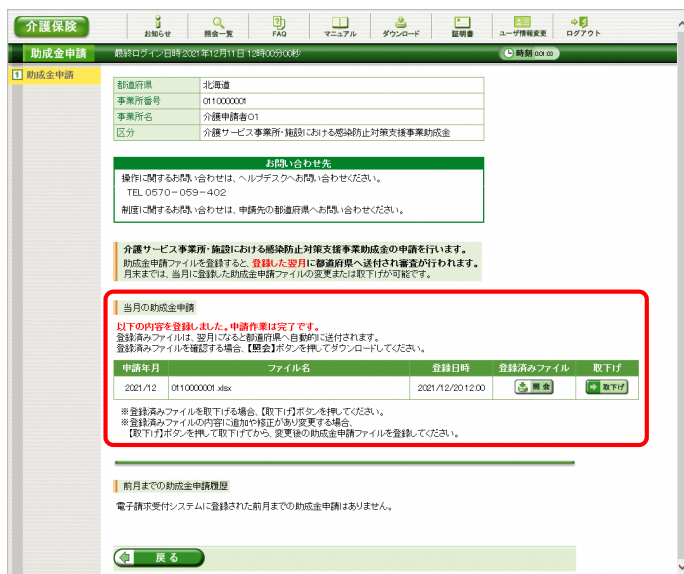 介護保険
お知らせ
照会一覧
FAQ
マニュアル
ダウンロード
証明書
ユーザ情報変更
ログアウト
助成金申請
最終ログイン日時 2021年12月11日 12時00分00秒
時刻 00:01:03
1 助成金申請
都道府県 北海道
事業所番号 0110000001
事業所名 介護申請者01
区分 介護サービス事業所・施設における感染防止対策支援事業助成金
お問い合わせ先
操作に関するお問い合わせは、ヘルプデスクへお問い合わせください。
TEL 0570-059-402
制度に関するお問い合わせは、申請先の都道府県へお問い合わせください。
介護サービス事業所・施設における感染防止対策支援事業助成金の申請を行います。
助成金申請ファイルを登録すると、登録した翌月に都道府県へ送付され審査が行われます。
月末までは、当月に登録した助成金申請ファイルの変更または取下げが可能です。
当月の助成金申請
以下の内容を登録しました。申請作業は完了です。
登録済みファイルは、翌月になると都道府県へ自動的に送付されます。
登録済みファイルを確認する場合、【照会】ボタンを押してダウンロードしてください。
申請年月 ファイル名 登録日時 登録済みファイル 取下げ
2021/12 0110000001.xlsx 2021/12/20 12:00 照会 取下げ
※登録済みファイルを取下げる場合、【取下げ】ボタンを押してください。
※登録済みファイルの内容に追加や修正があり変更する場合、
【取下げ】ボタンを押して取下げてから、変更後の助成金申請ファイルを登録してください。
前月までの助成金申請履歴
電子請求受付システムに登録された前月までの助成金申請はありません。
戻る